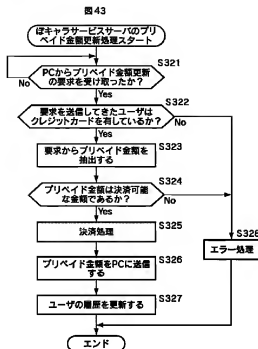 図43
ぽキャラサービスサーバのプリ
ペイド金額更新処理スタート
S321
PCからプリペイド金額更新
の要求を受け取ったか?
No
Yes
S322
要求を送信してきたユーザは
クレジットカードを有しているか?
No
Yes
S323
要求からプリペイド金額を
抽出する
S324
プリペイド金額は決済可能
な金額であるか?
No
Yes
S325
決済処理
S328
エラー処理
S326
プリペイド金額をPCに送信
する
S327
ユーザの履歴を更新する
エンド